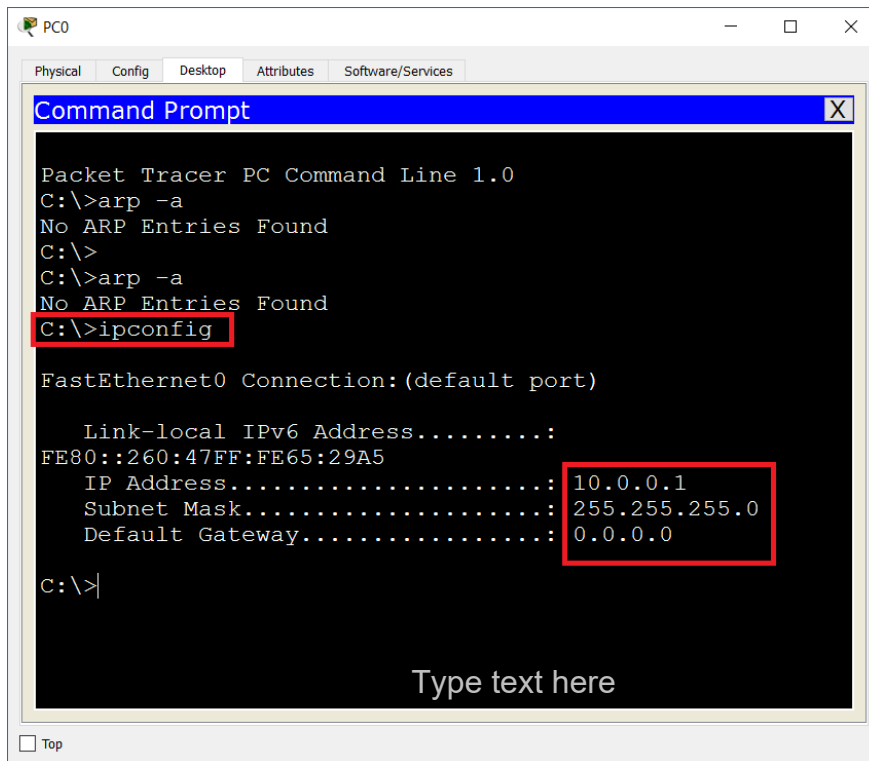 PC0
Physical Config Desktop Attributes Software/Services
Command Prompt X
Packet Tracer PC Command Line 1.0
C:\>arp -a
No ARP Entries Found
C:\>
C:\>arp -a
No ARP Entries Found
C:\>ipconfig
FastEthernet0 Connection:(default port)
Link-local IPv6 Address.........:
FE80::260:47FF:FE65:29A5
IP Address......................: 10.0.0.1
Subnet Mask.....................: 255.255.255.0
Default Gateway.................: 0.0.0.0
C:\>
Type text here
Top